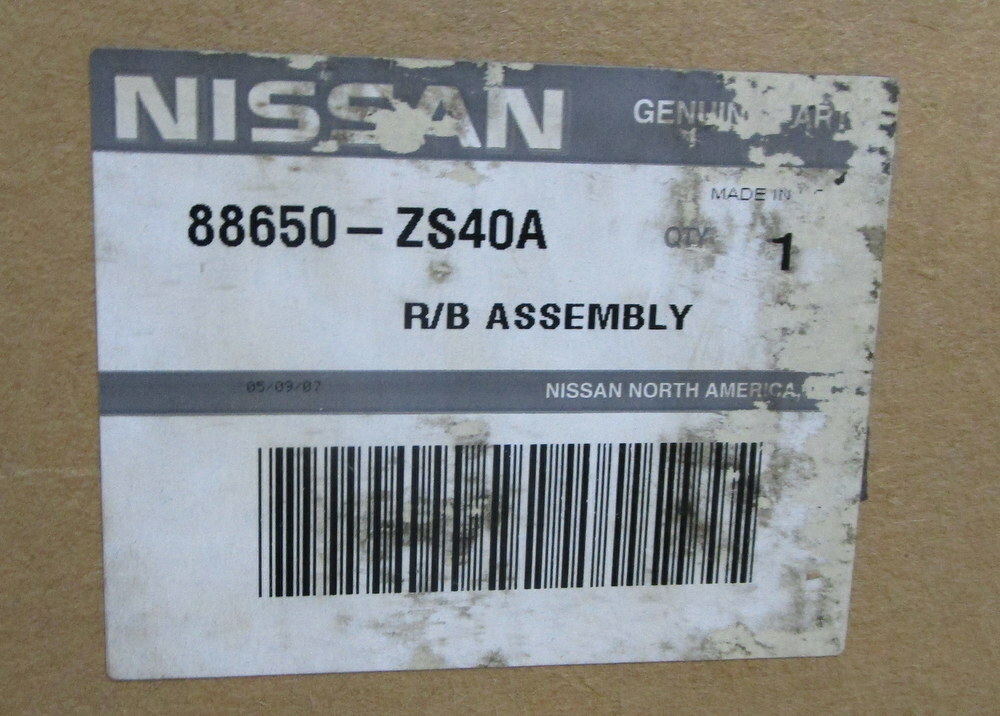 NISSAN
MADE IN
88650-ZS40A QTY 1
R/B ASSEMBLY
05/09/07 NISSAN NORTH AMERICA,